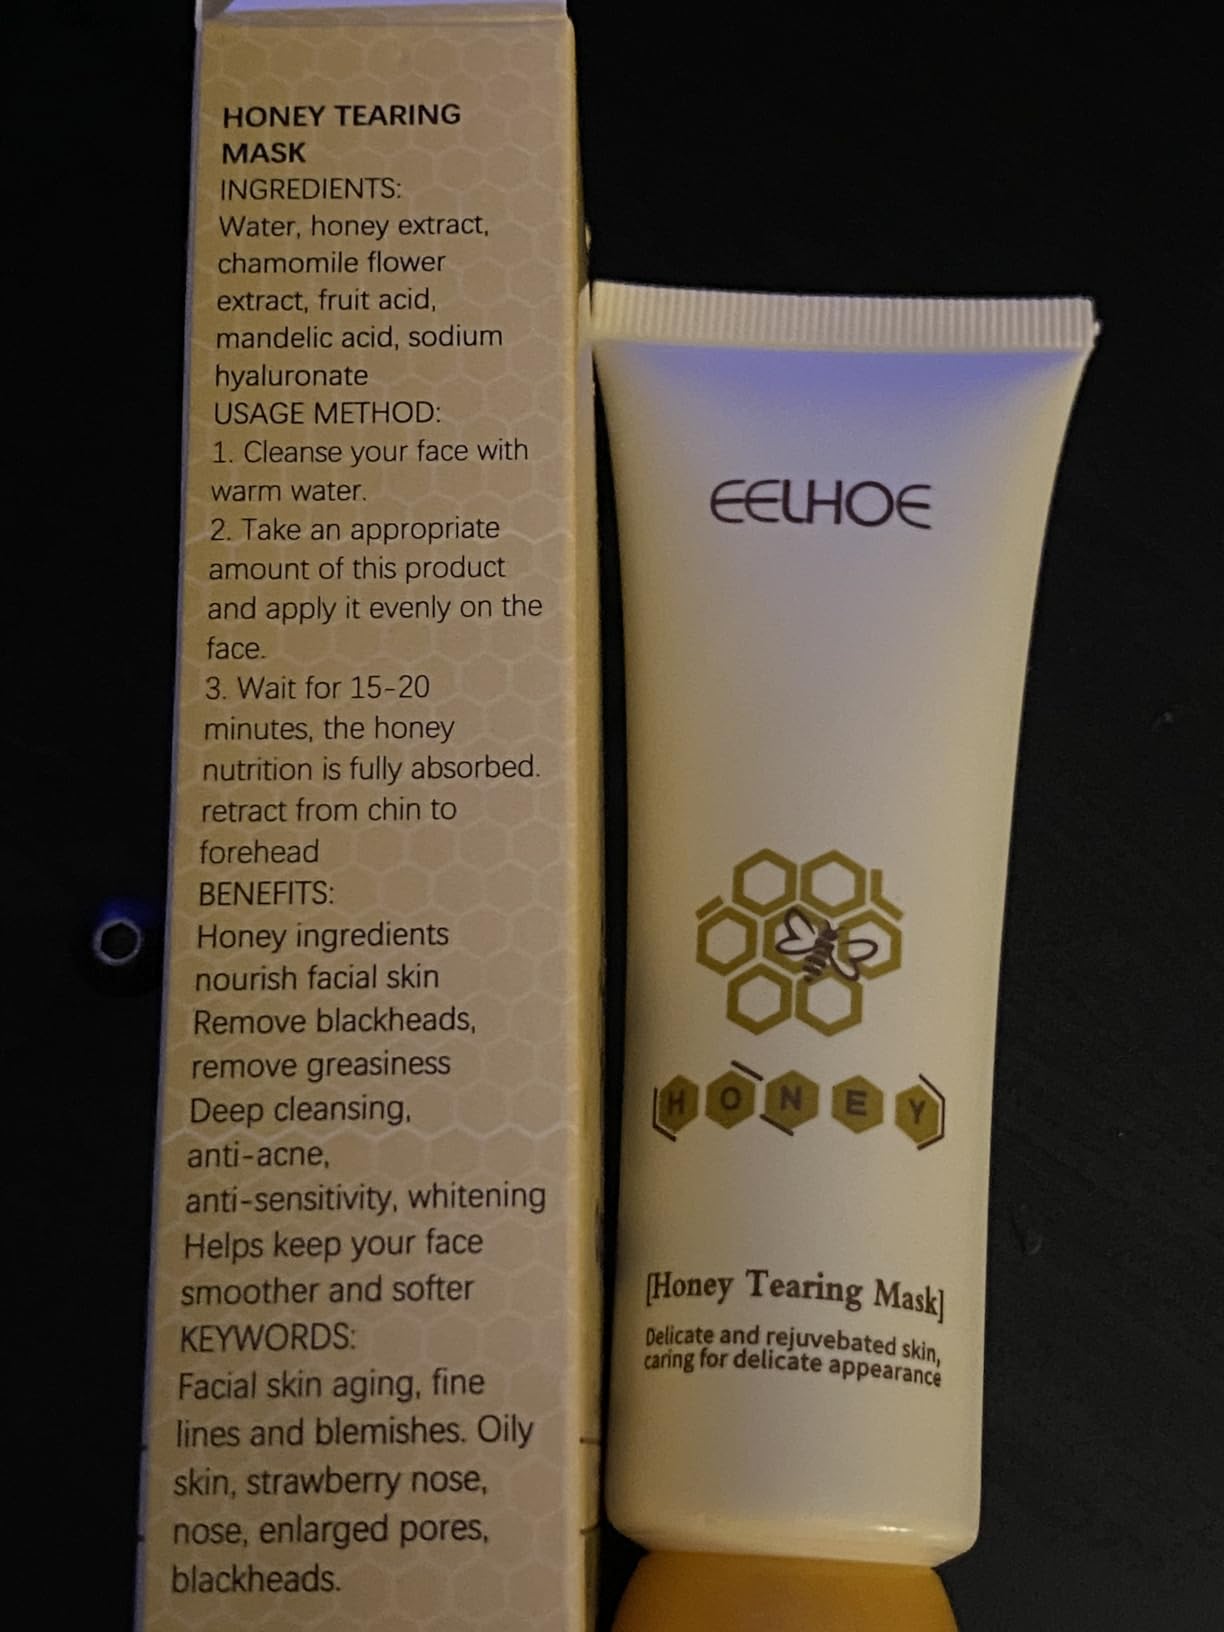 HONEY TEARING
MASK
INGREDIENTS:
Water, honey extract,
chamomile flower
extract, fruit acid,
mandelic acid, sodium
hyaluronate
USAGE METHOD:
1. Cleanse your face with
warm water.
2. Take an appropriate
amount of this product
and apply it evenly on the
face.
3. Wait for 15-20
minutes, the honey
nutrition is fully absorbed.
retract from chin to
forehead
BENEFITS:
Honey ingredients
nourish facial skin
Remove blackheads,
remove greasiness
Deep cleansing,
anti-acne,
anti-sensitivity, whitening
Helps keep your face
smoother and softer
KEYWORDS:
Facial skin aging, fine
lines and blemishes. Oily
skin, strawberry nose,
nose, enlarged pores,
blackheads.
EELHOE
HONEY
[Honey Tearing Mask]
Delicate and rejuvebated skin,
caring for delicate appearance